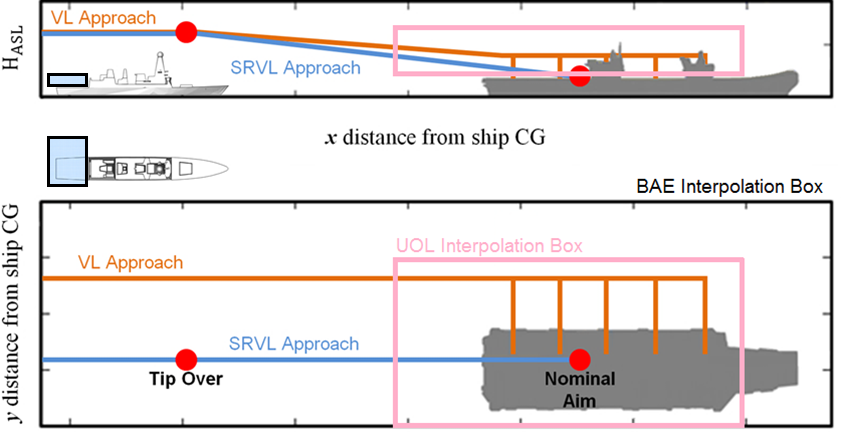 VL Approach
H_ASL
SRVL Approach
x distance from ship CG
BAE Interpolation Box
y distance from ship CG
UOL Interpolation Box
VL Approach
SRVL Approach
Tip Over
Nominal
Aim